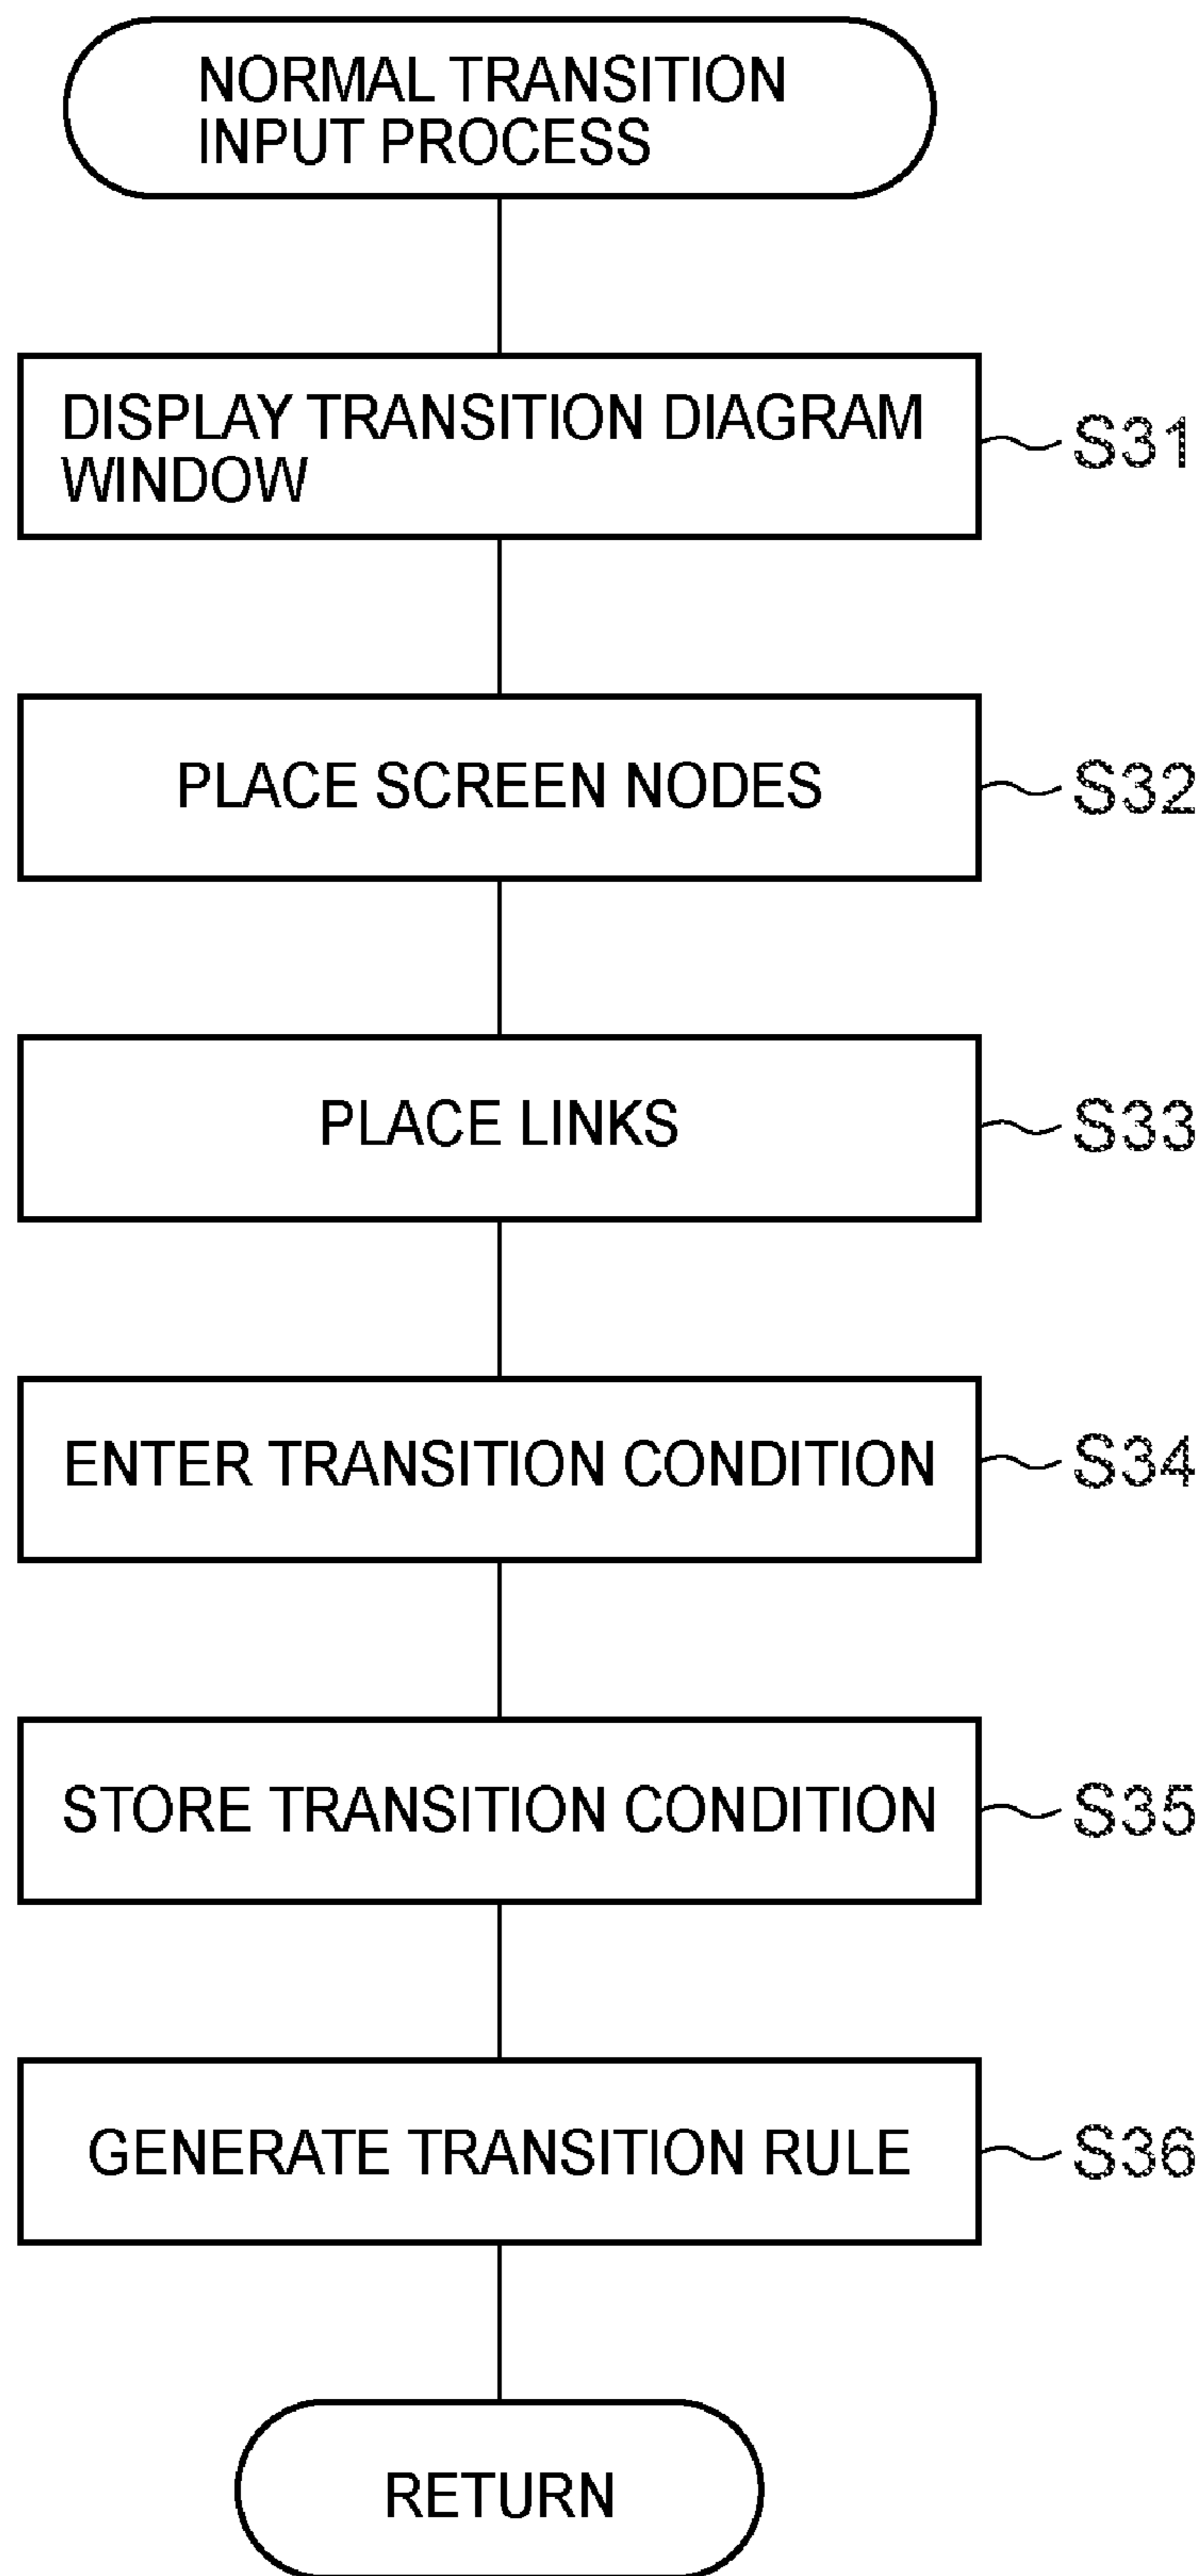 NORMAL TRANSITION
INPUT PROCESS
DISPLAY TRANSITION DIAGRAM
WINDOW
S31
PLACE SCREEN NODES
S32
PLACE LINKS
S33
ENTER TRANSITION CONDITION
S34
STORE TRANSITION CONDITION
S35
GENERATE TRANSITION RULE
S36
RETURN